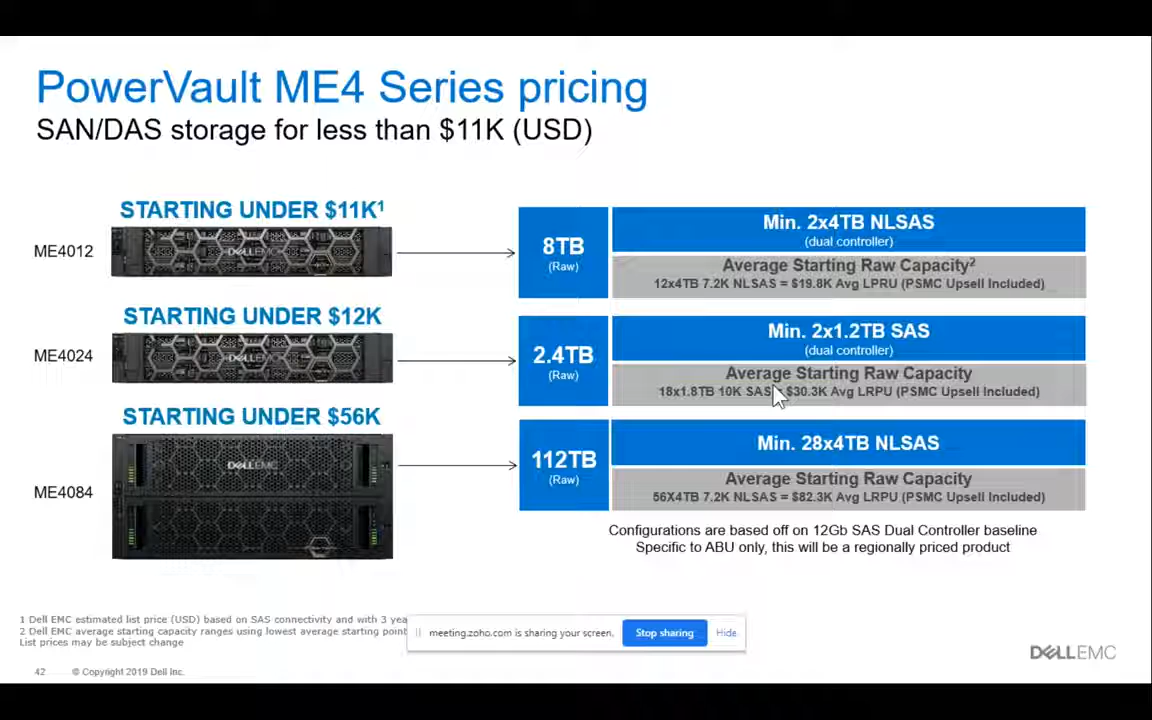 PowerVault ME4 Series pricing
SAN/DAS storage for less than $11K (USD)
STARTING UNDER $11K¹
ME4012
DELLEMC
8TB
(Raw)
Min. 2x4TB NLSAS
(dual controller)
Average Starting Raw Capacity²
12x4TB 7.2K NLSAS = $19.8K Avg LPRU (PSMC Upsell Included)
STARTING UNDER $12K
ME4024
DELLEMC
2.4TB
(Raw)
Min. 2x1.2TB SAS
(dual controller)
Average Starting Raw Capacity
18x1.8TB 10K SAS $30.3K Avg LRPU (PSMC Upsell Included)
STARTING UNDER $56K
ME4084
DELLEMC
112TB
(Raw)
Min. 28x4TB NLSAS
Average Starting Raw Capacity
56X4TB 7.2K NLSAS = $82.3K Avg LRPU (PSMC Upsell Included)
Configurations are based off on 12Gb SAS Dual Controller baseline
Specific to ABU only, this will be a regionally priced product
1 Dell EMC estimated list price (USD) based on SAS connectivity and with 3 yea
2 Dell EMC average starting capacity ranges using lowest average starting point
List prices may be subject change
meeting.zoho.com is sharing your screen.
Stop sharing
Hide
42
© Copyright 2019 Dell Inc.
DELLEMC